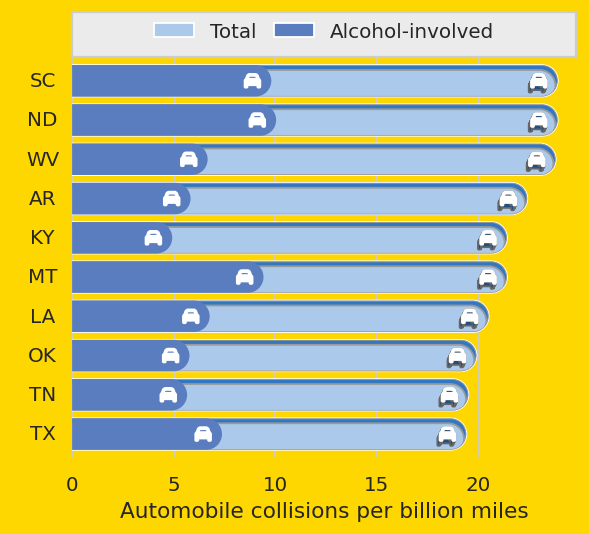 Total Alcohol-involved
SC
ND
WV
AR
KY
MT
LA
OK
TN
TX
0 5 10 15 20
Automobile collisions per billion miles